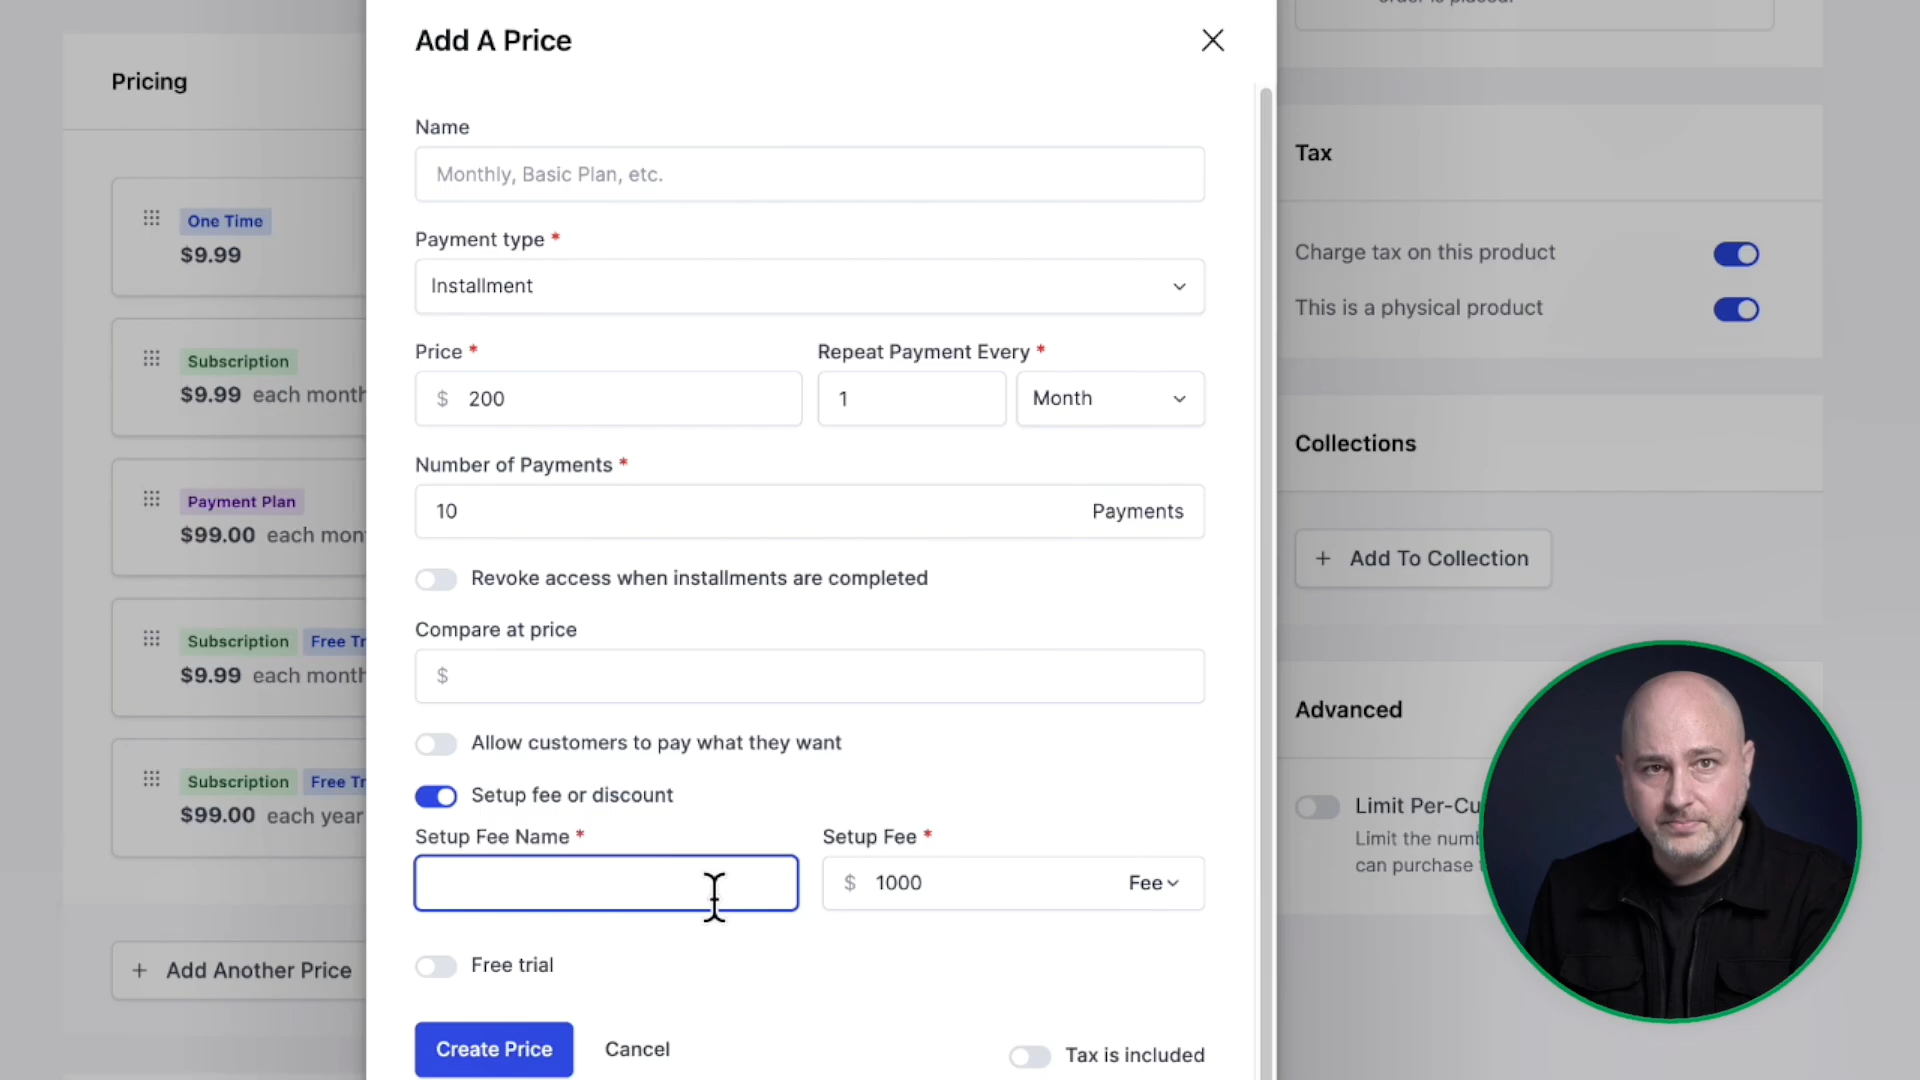 order is placed.
Add A Price
Pricing
Name
Monthly, Basic Plan, etc.
Tax
One Time
$9.99
Payment type *
Charge tax on this product
Installment
This is a physical product
Price *
Repeat Payment Every *
Subscription
$9.99 each month
$ 200
1
Month
Collections
Number of Payments *
Payment Plan
$99.00 each mon
10
Payments
+ Add To Collection
Revoke access when installments are completed
Compare at price
Subscription
Free Tr
$9.99 each month
$
Advanced
Allow customers to pay what they want
Subscription
Free Tr
$99.00 each year
Setup fee or discount
Limit Per-Cu
Limit the numb
can purchase
Setup Fee Name *
Setup Fee *
$ 1000
Fee
+ Add Another Price
Free trial
Create Price
Cancel
Tax is included